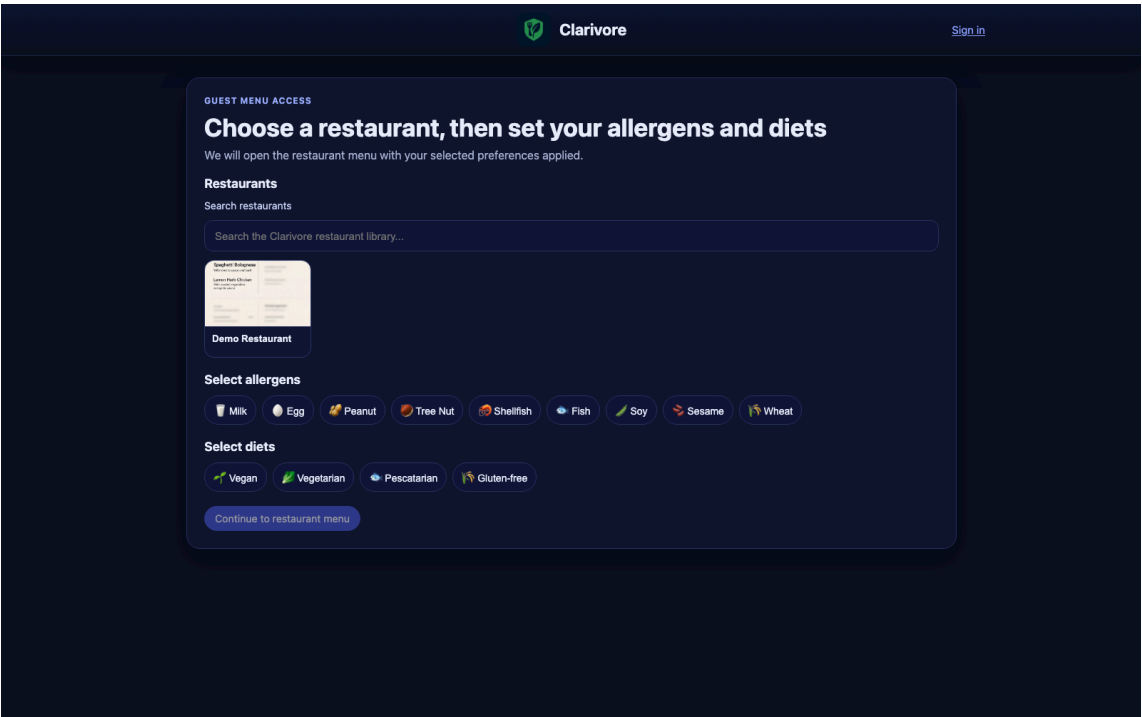 Clarivore
Sign in
GUEST MENU ACCESS
Choose a restaurant, then set your allergens and diets
We will open the restaurant menu with your selected preferences applied.
Restaurants
Search restaurants
Search the Clarivore restaurant library...
Spaghetti Bolognese
Lemon Herb Chicken
Demo Restaurant
Select allergens
Milk Egg Peanut Tree Nut Shellfish Fish Soy Sesame Wheat
Select diets
Vegan Vegetarian Pescatarian Gluten-free
Continue to restaurant menu